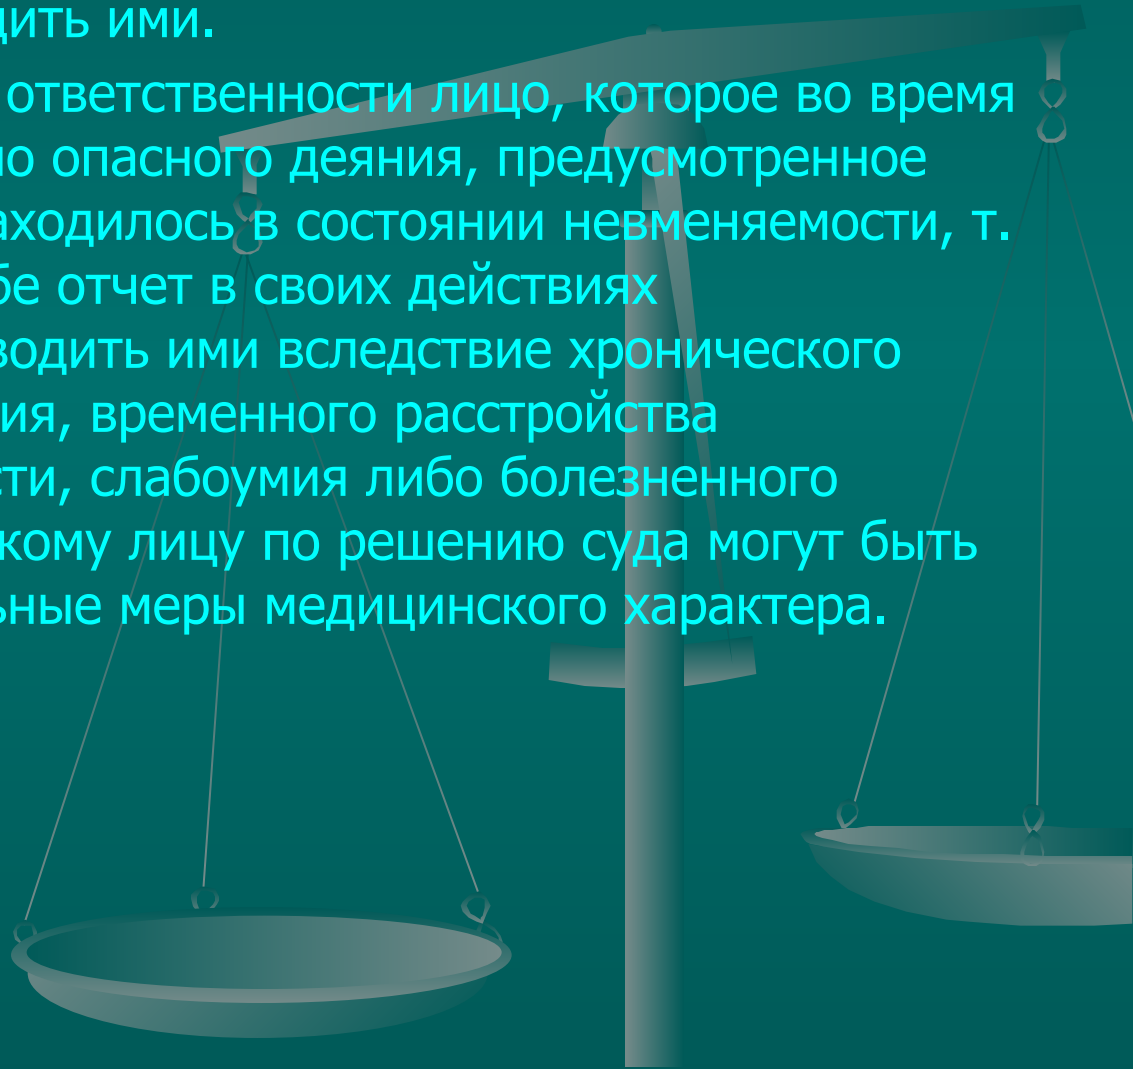 дить ими.
ответственности лицо, которое во время
но опасного деяния, предусмотренное
аходилось в состоянии невменяемости, т.
бе отчет в своих действиях
водить ими вследствие хронического
ия, временного расстройства
сти, слабоумия либо болезненного
кому лицу по решению суда могут быть
ьные меры медицинского характера.